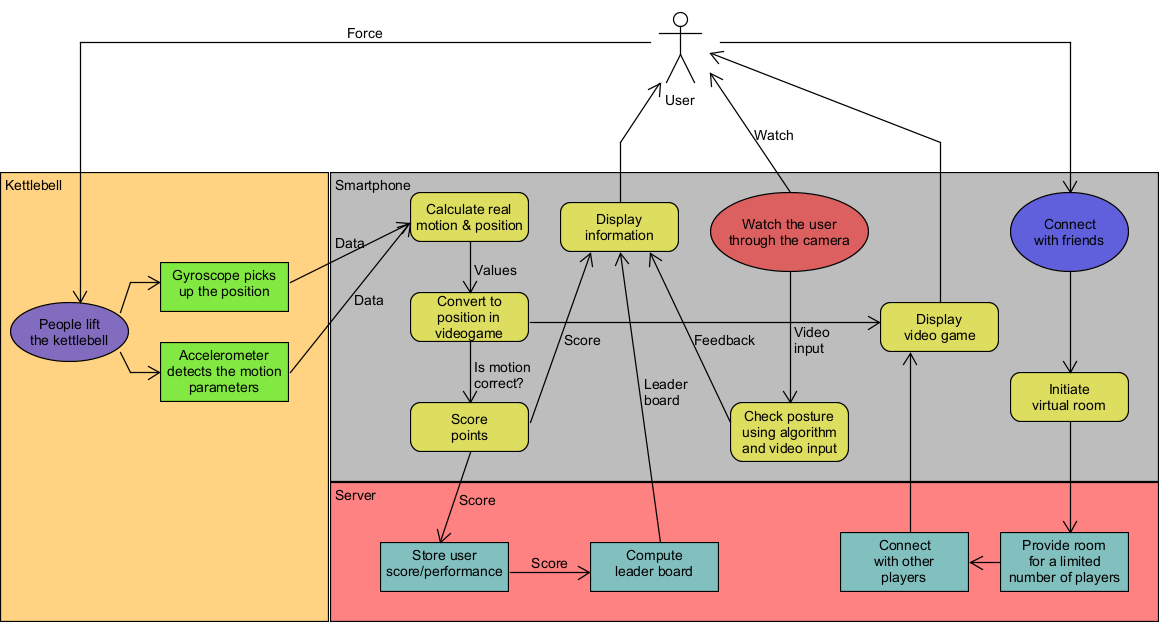 Force
User
Watch
Kettlebell
Smartphone
Calculate real
motion & position
Display
information
Watch the user
through the camera
Connect
with friends
Data
Gyroscope picks
up the position
Values
Data
People lift
the kettlebell
Convert to
position in
videogame
Display
video game
Score
Feedback
Video
input
Accelerometer
detects the motion
parameters
Is motion
correct?
Leader
board
Initiate
virtual room
Score
points
Check posture
using algorithm
and video input
Server
Score
Store user
score/performance
Score
Compute
leader board
Connect
with other
players
Provide room
for a limited
number of players